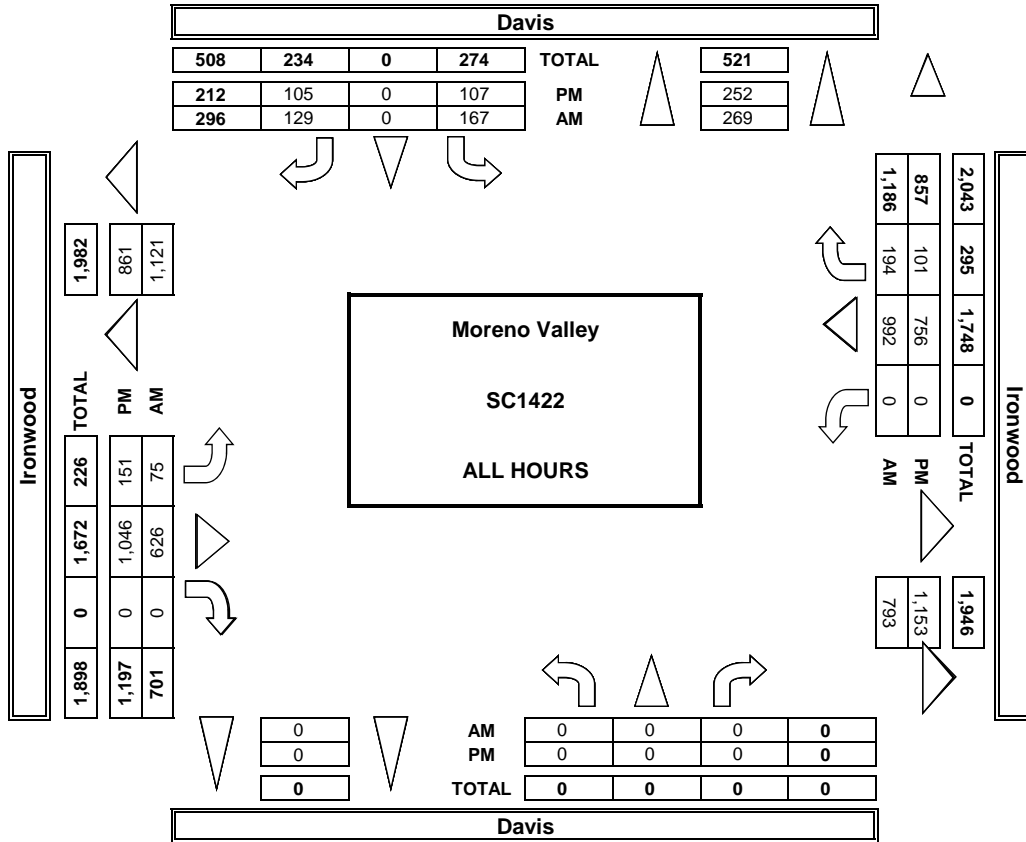 Davis
508 234 0 274 TOTAL 521
212 105 0 107 PM 252
296 129 0 167 AM 269
Ironwood
1,982
861
1,121
TOTAL
PM
AM
226 1,672 0 1,898
151 1,046 0 1,197
75 626 0 701
Moreno Valley
SC1422
ALL HOURS
2,043 295 1,748 0 TOTAL
857 101 756 0 PM
1,186 194 992 0 AM
1,946
1,153
793
Ironwood
0 AM 0 0 0 0
0 PM 0 0 0 0
0 TOTAL 0 0 0 0
Davis